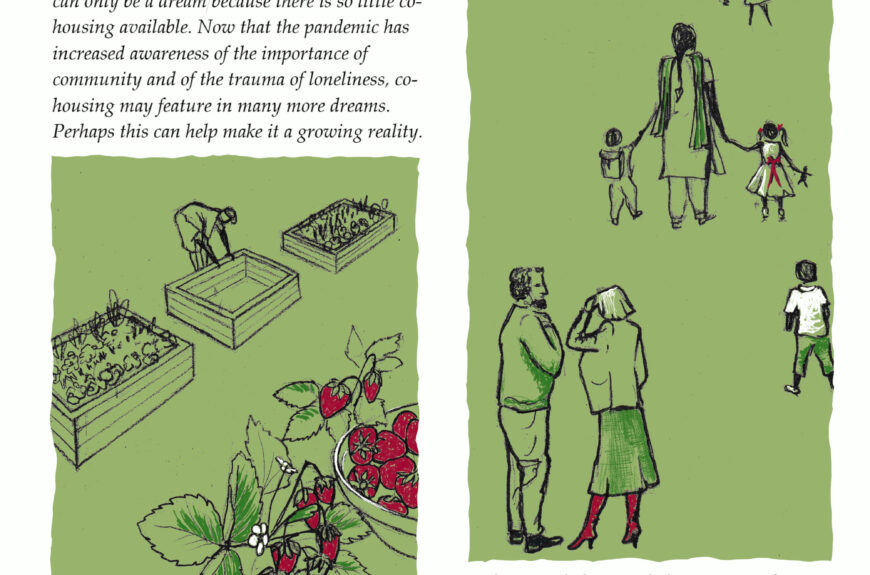 can only be a dream because there is so little co-
housing available. Now that the pandemic has
increased awareness of the importance of
community and of the trauma of loneliness, co-
housing may feature in many more dreams.
Perhaps this can help make it a growing reality.